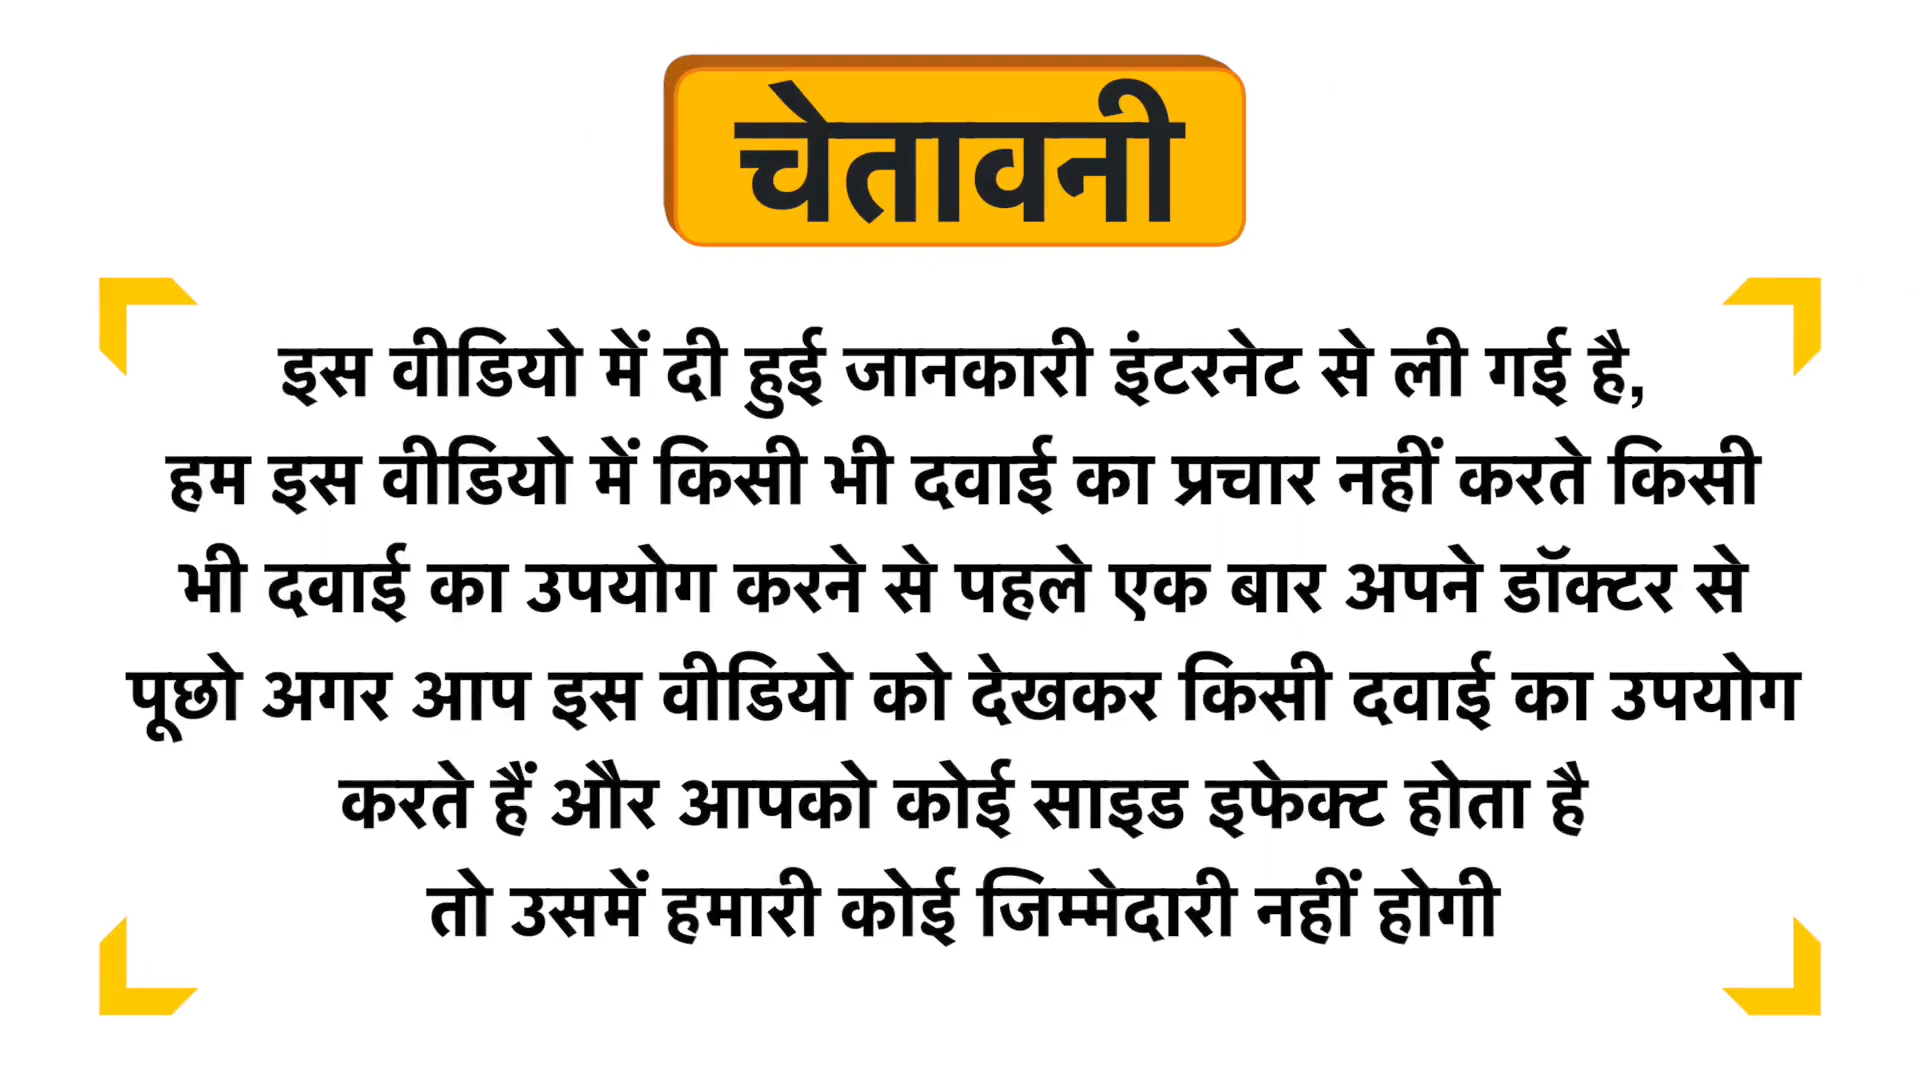 चेतावनी
इस वीडियो में दी हुई जानकारी इंटरनेट से ली गई है,
हम इस वीडियो में किसी भी दवाई का प्रचार नहीं करते किसी
भी दवाई का उपयोग करने से पहले एक बार अपने डॉक्टर से
पूछो अगर आप इस वीडियो को देखकर किसी दवाई का उपयोग
करते हैं और आपको कोई साइड इफेक्ट होता है
तो उसमें हमारी कोई जिम्मेदारी नहीं होगी